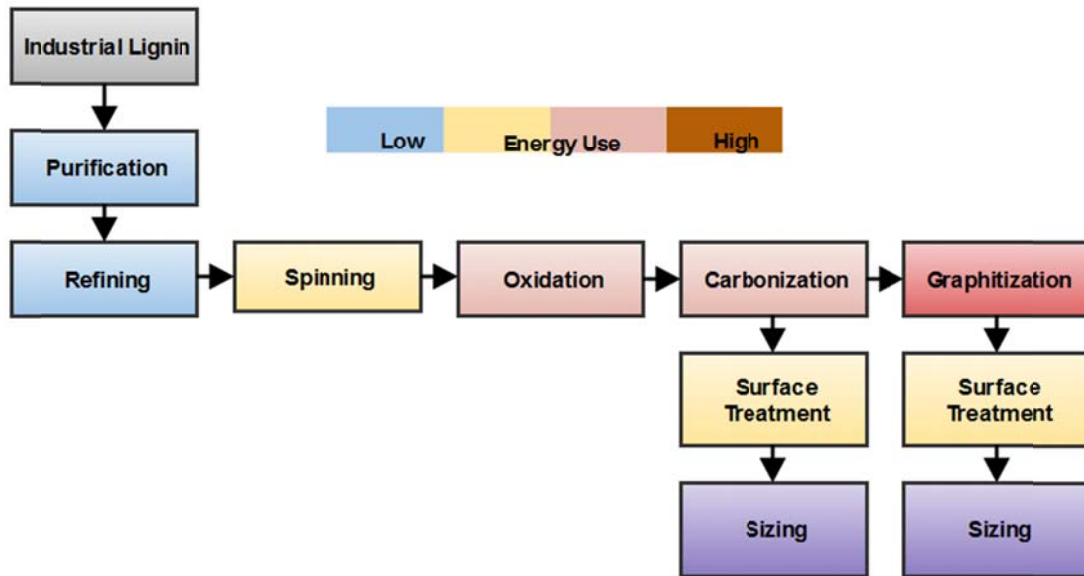 Industrial Lignin
Low Energy Use High
Purification
Refining
Spinning
Oxidation
Carbonization
Graphitization
Surface
Treatment
Surface
Treatment
Sizing
Sizing